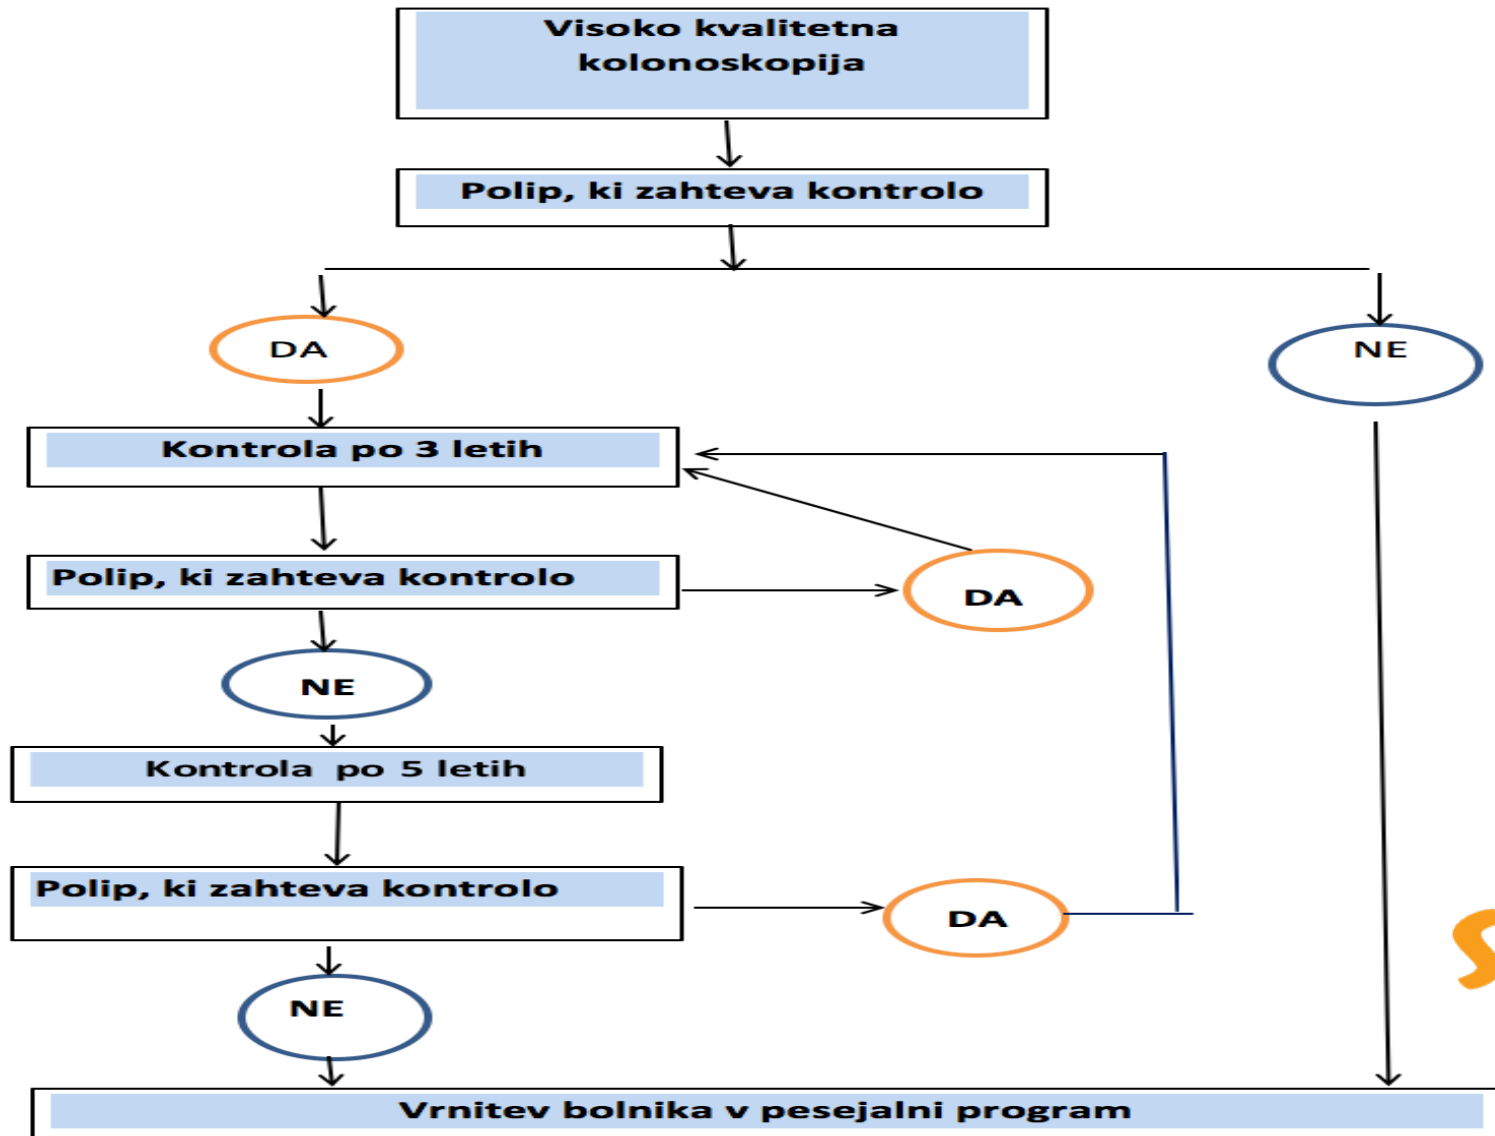 Visoko kvalitetna
kolonoskopija
Polip, ki zahteva kontrolo
DA
NE
Kontrola po 3 letih
Polip, ki zahteva kontrolo
DA
NE
Kontrola po 5 letih
Polip, ki zahteva kontrolo
DA
NE
Vrnitev bolnika v pesejalni program